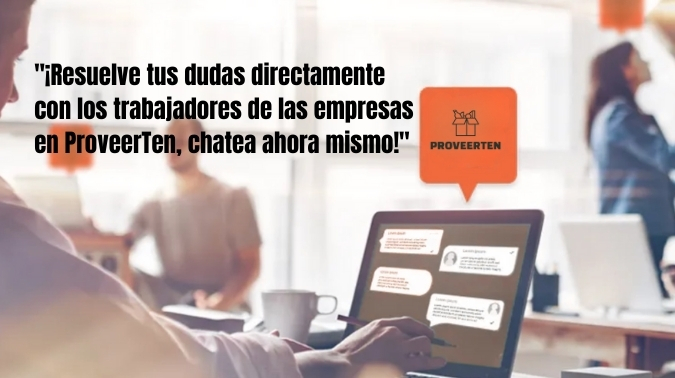 "¡Resuelve tus dudas directamente
con los trabajadores de las empresas
en ProveerTen, chatea ahora mismo!"
PROVEERTEN